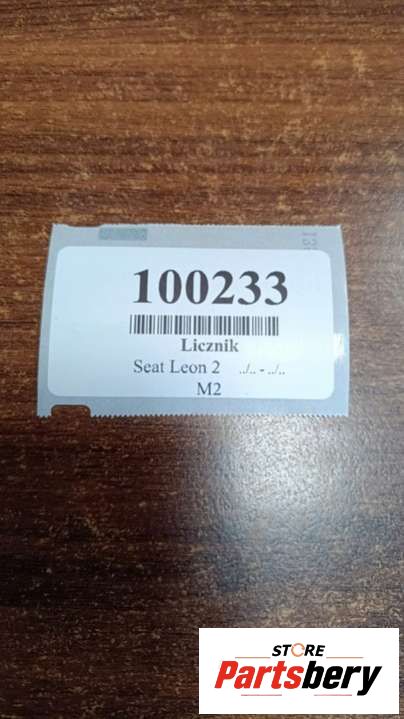 100233
Licznik
Seat Leon 2 ../.. - ../..
M2
STORE
Partsbery